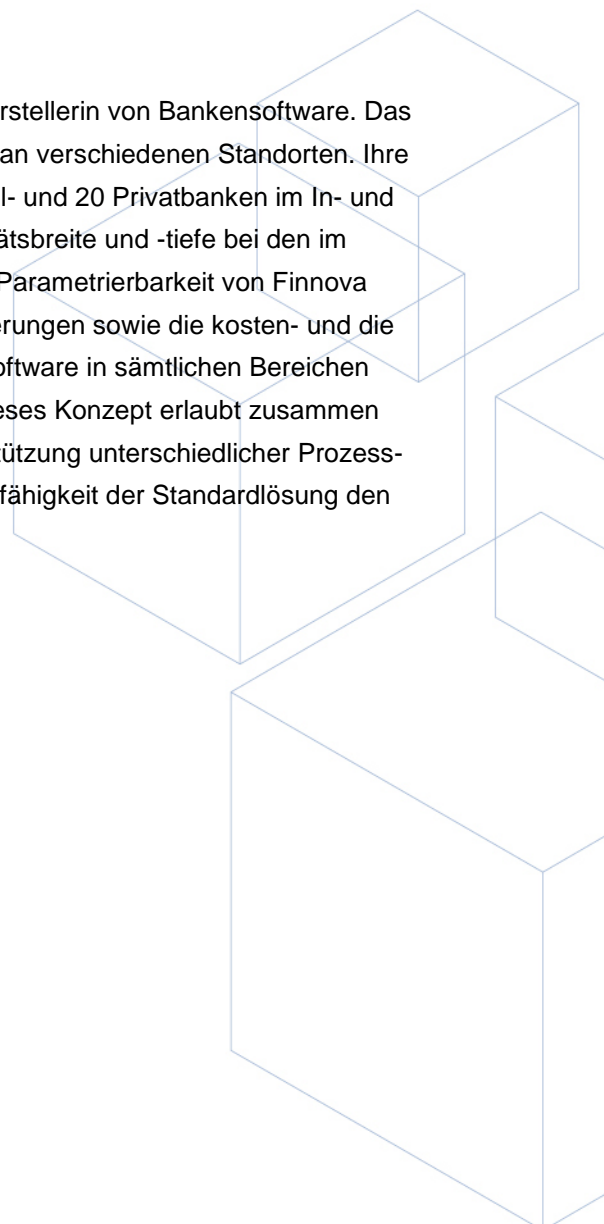 rstellerin von Bankensoftware. Das
an verschiedenen Standorten. Ihre
l- und 20 Privatbanken im In- und
ätsbreite und -tiefe bei den im
Parametrierbarkeit von Finnova
erungen sowie die kosten- und die
oftware in sämtlichen Bereichen
eses Konzept erlaubt zusammen
tützung unterschiedlicher Prozess-
fähigkeit der Standardlösung den